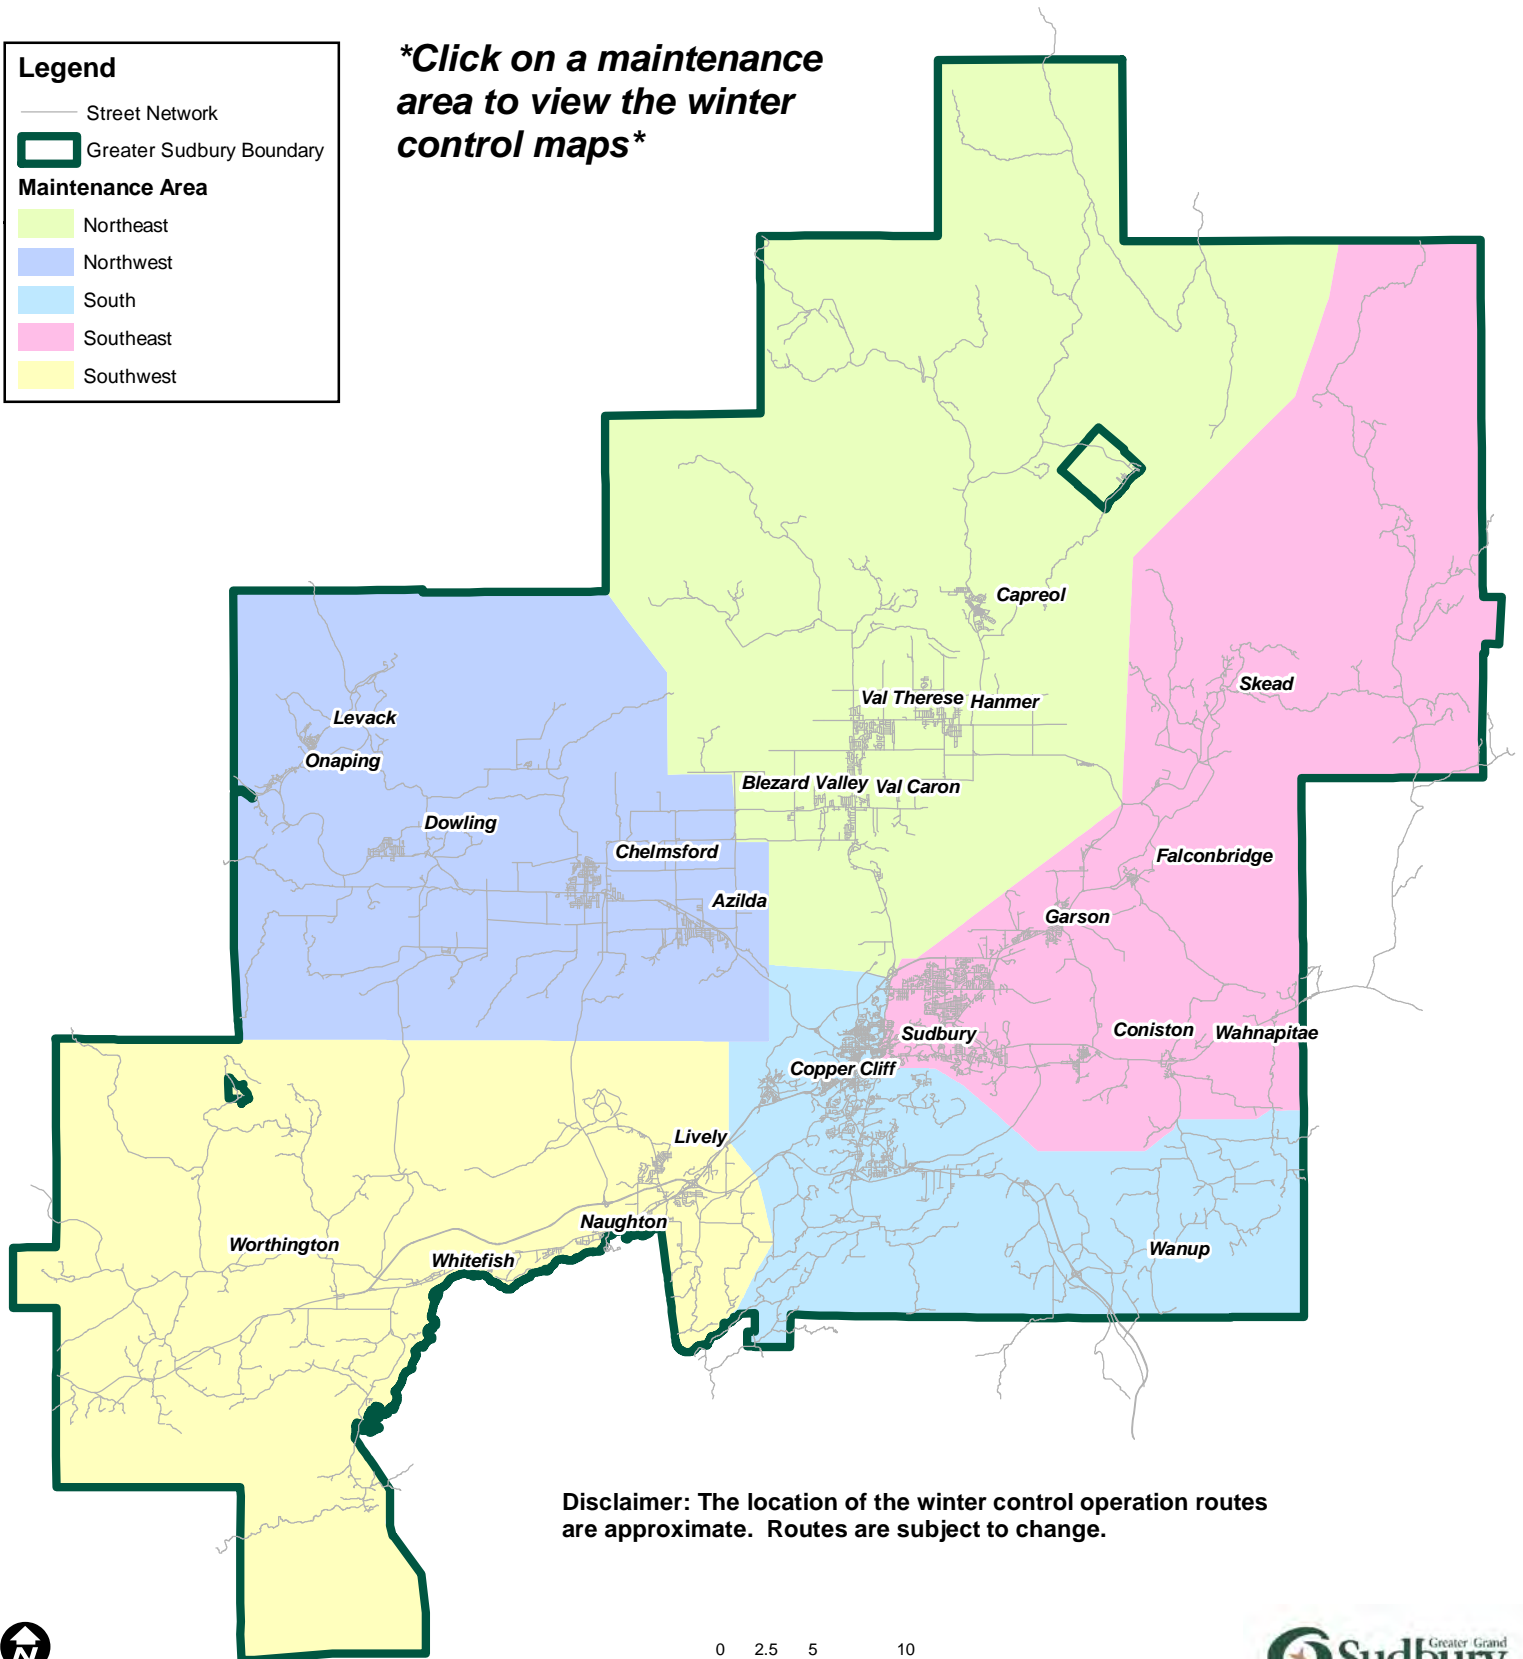 Legend
Street Network
Greater Sudbury Boundary
Maintenance Area
Northeast
Northwest
South
Southeast
Southwest
*Click on a maintenance
area to view the winter
control maps*
Capreol
Skead
Val Therese
Hanmer
Levack
Onaping
Blezard Valley
Val Caron
Dowling
Chelmsford
Falconbridge
Azilda
Garson
Sudbury
Coniston
Wahnapitae
Copper Cliff
Lively
Naughton
Worthington
Whitefish
Wanup
Disclaimer: The location of the winter control operation routes
are approximate.  Routes are subject to change.
N
0 2.5 5 10
Greater Grand
Sudbury